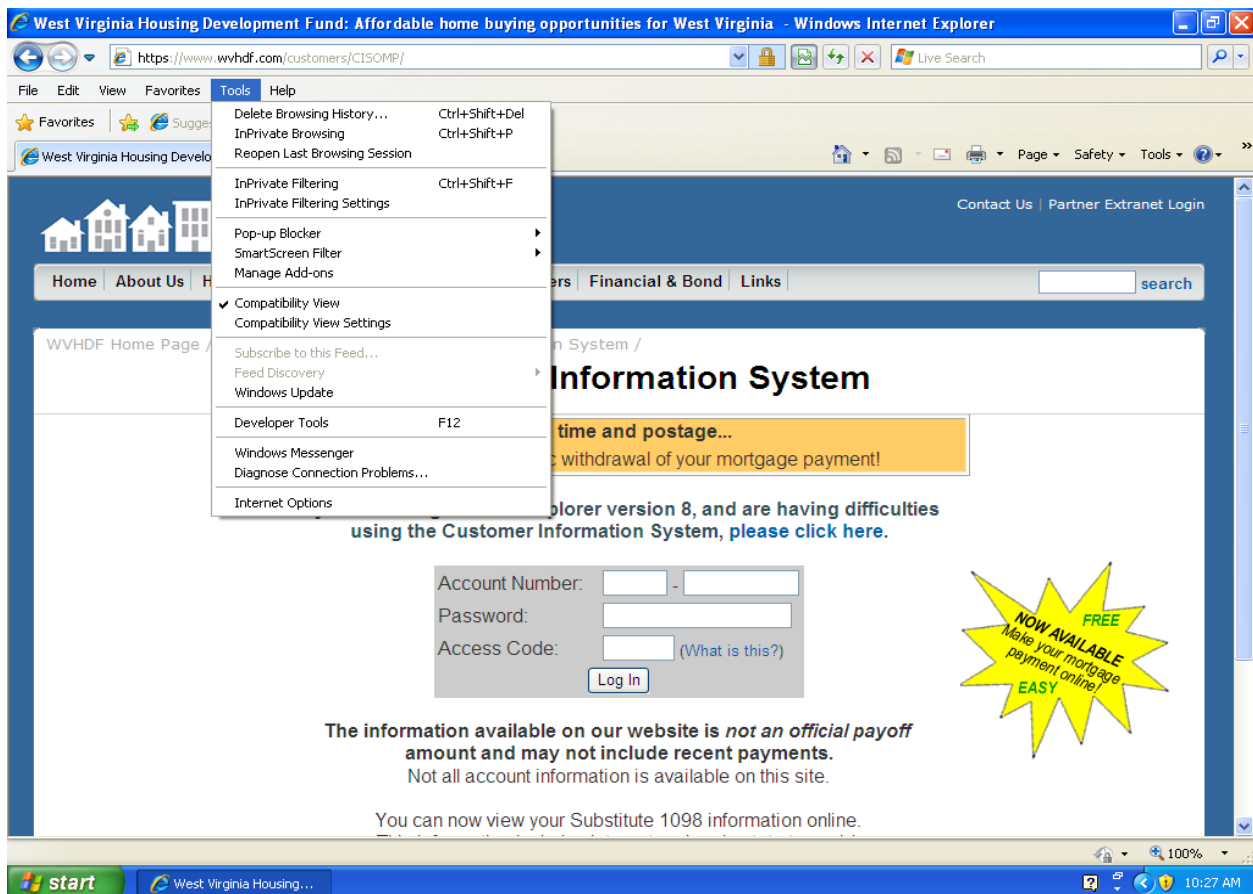 West Virginia Housing Development Fund: Affordable home buying opportunities for West Virginia - Windows Internet Explorer
https://www.wvhdf.com/customers/CISOMP/ Live Search
File Edit View Favorites Tools Help
Favorites
West Virginia Housing Develo Page Safety Tools »
Delete Browsing History... Ctrl+Shift+Del
InPrivate Browsing Ctrl+Shift+P
Reopen Last Browsing Session
InPrivate Filtering Ctrl+Shift+F
InPrivate Filtering Settings
Pop-up Blocker
SmartScreen Filter
Manage Add-ons
Compatibility View
Compatibility View Settings
Subscribe to this Feed...
Feed Discovery
Windows Update
Developer Tools F12
Windows Messenger
Diagnose Connection Problems...
Internet Options
Contact Us | Partner Extranet Login
Home About Us H ers Financial & Bond Links search
WVHDF Home Page / n System /
Information System
time and postage...
c withdrawal of your mortgage payment!
plorer version 8, and are having difficulties
using the Customer Information System, please click here.
Account Number: -
Password:
Access Code: (What is this?)
Log In
FREE
NOW AVAILABLE
Make your mortgage
payment online!
EASY
The information available on our website is not an official payoff
amount and may not include recent payments.
Not all account information is available on this site.
You can now view your Substitute 1098 information online.
100%
start West Virginia Housing... 10:27 AM